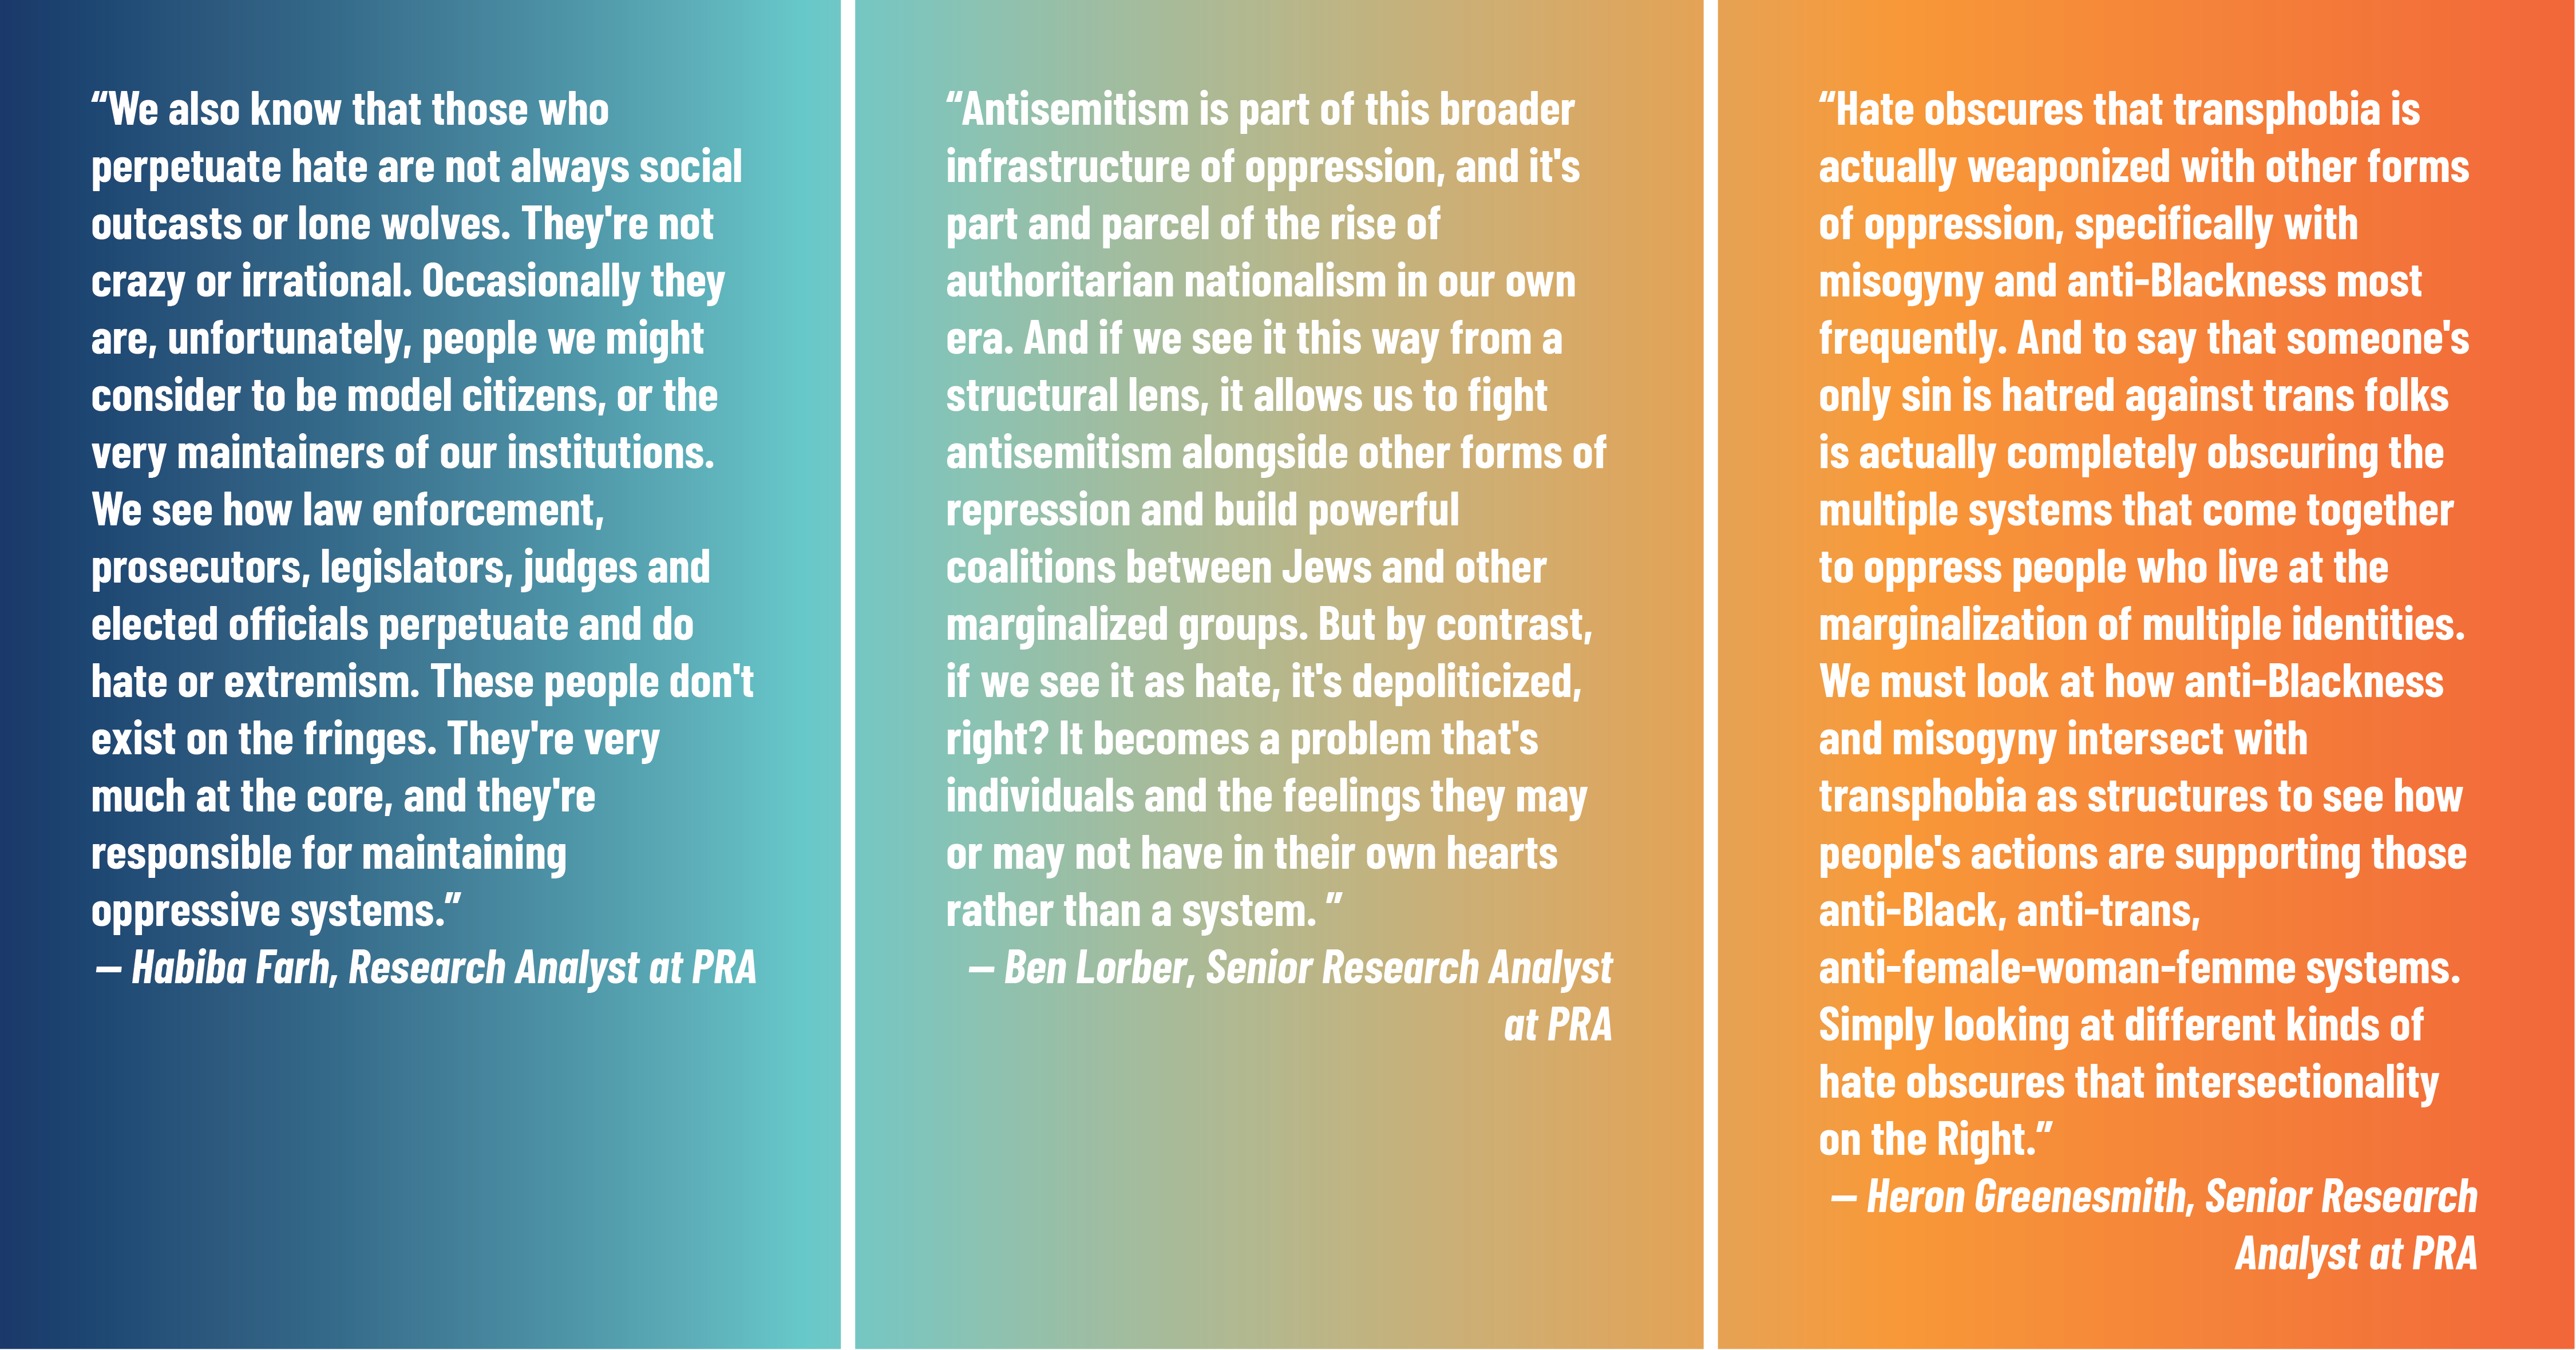 “We also know that those who
perpetuate hate are not always social
outcasts or lone wolves. They're not
crazy or irrational. Occasionally they
are, unfortunately, people we might
consider to be model citizens, or the
very maintainers of our institutions.
We see how law enforcement,
prosecutors, legislators, judges and
elected officials perpetuate and do
hate or extremism. These people don't
exist on the fringes. They're very
much at the core, and they're
responsible for maintaining
oppressive systems.”
— Habiba Farh, Research Analyst at PRA
“Antisemitism is part of this broader
infrastructure of oppression, and it's
part and parcel of the rise of
authoritarian nationalism in our own
era. And if we see it this way from a
structural lens, it allows us to fight
antisemitism alongside other forms of
repression and build powerful
coalitions between Jews and other
marginalized groups. But by contrast,
if we see it as hate, it's depoliticized,
right? It becomes a problem that's
individuals and the feelings they may
or may not have in their own hearts
rather than a system. ”
— Ben Lorber, Senior Research Analyst
at PRA
“Hate obscures that transphobia is
actually weaponized with other forms
of oppression, specifically with
misogyny and anti-Blackness most
frequently. And to say that someone's
only sin is hatred against trans folks
is actually completely obscuring the
multiple systems that come together
to oppress people who live at the
marginalization of multiple identities.
We must look at how anti-Blackness
and misogyny intersect with
transphobia as structures to see how
people's actions are supporting those
anti-Black, anti-trans,
anti-female-woman-femme systems.
Simply looking at different kinds of
hate obscures that intersectionality
on the Right.”
— Heron Greenesmith, Senior Research
Analyst at PRA